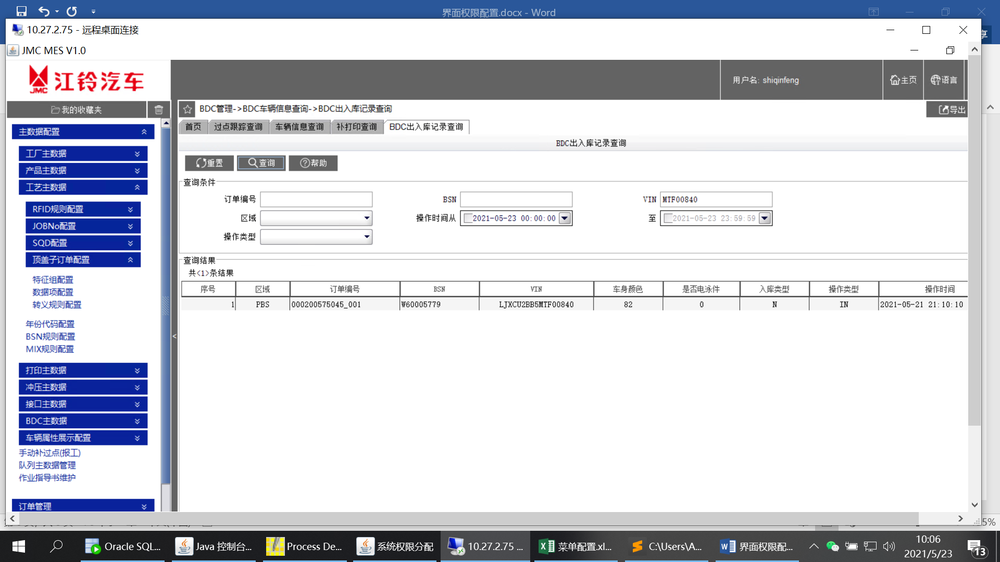 界面权限配置.docx - Word
10.27.2.75 - 远程桌面连接
JMC MES V1.0
JMC 江铃汽车
用户名: shiqinfeng
主页
语言
我的收藏夹
BDC管理->BDC车辆信息查询->BDC出入库记录查询
导出
首页 过点跟踪查询 车辆信息查询 补打印查询 BDC出入库记录查询
BDC出入库记录查询
重置 查询 帮助
查询条件
订单编号 BSN VIN MTF00840
区域 操作时间从 2021-05-23 00:00:00 至 2021-05-23 23:59:59
操作类型
查询结果
共<1>条结果
序号 区域 订单编号 BSN VIN 车身颜色 是否电泳件 入库类型 操作类型 操作时间
1 PBS 000200575045_001 W60005779 LJXCU2BB5MTF00840 82 0 N IN 2021-05-21 21:10:10
主数据配置
工厂主数据
产品主数据
工艺主数据
RFID规则配置
JOBNo配置
SQD配置
顶盖子订单配置
特征组配置
数据项配置
转义规则配置
年份代码配置
BSN规则配置
MIX规则配置
打印主数据
冲压主数据
接口主数据
BDC主数据
车辆属性展示配置
手动补过点(报工)
队列主数据管理
作业指导书维护
订单管理
5%
Oracle SQL...
Java 控制台...
Process De...
系统权限分配
10.27.2.75 ...
菜单配置.xl...
C:\Users\A...
界面权限配...
10:06
2021/5/23
13